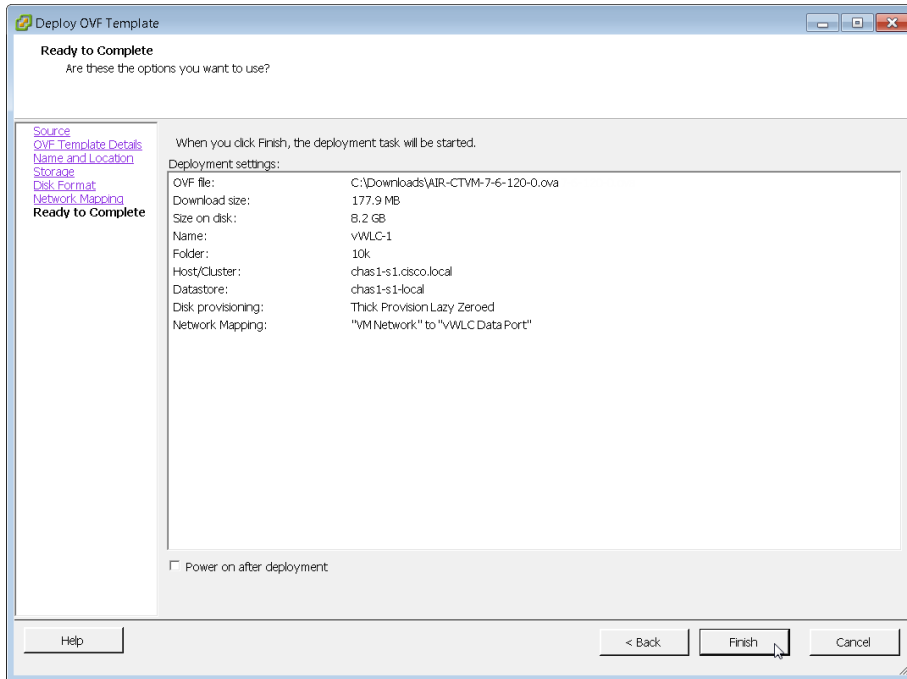 Deploy OVF Template
Ready to Complete
Are these the options you want to use?
Source
OVF Template Details
Name and Location
Storage
Disk Format
Network Mapping
Ready to Complete
When you click Finish, the deployment task will be started.
Deployment settings:
OVF file: C:\Downloads\AIR-CTVM-7-6-120-0.ova
Download size: 177.9 MB
Size on disk: 8.2 GB
Name: vWLC-1
Folder: 10k
Host/Cluster: chas1-s1.cisco.local
Datastore: chas1-s1-local
Disk provisioning: Thick Provision Lazy Zeroed
Network Mapping: "VM Network" to "vWLC Data Port"
Power on after deployment
Help
< Back
Finish
Cancel